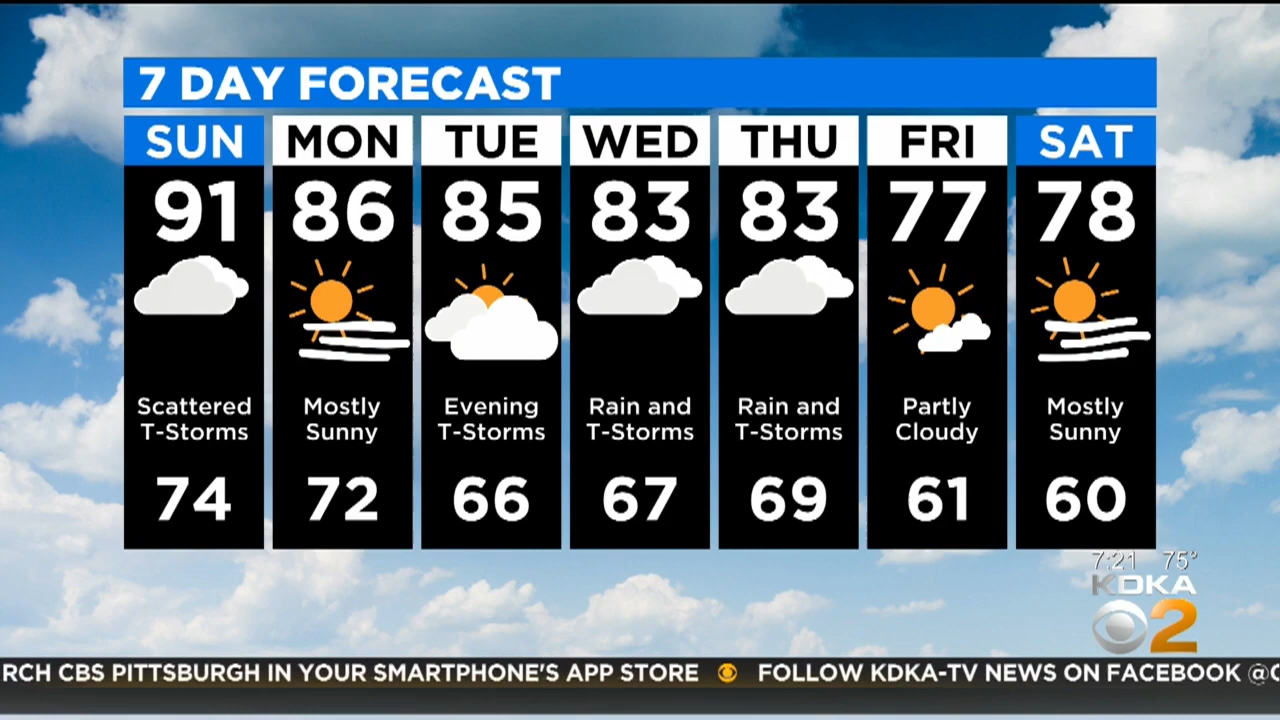 7 DAY FORECAST
SUN MON TUE WED THU FRI SAT
91 86 85 83 83 77 78
Scattered Mostly Evening Rain and Rain and Partly Mostly
T-Storms Sunny T-Storms T-Storms T-Storms Cloudy Sunny
74 72 66 67 69 61 60
7:21 75°
KDKA
2
RCH CBS PITTSBURGH IN YOUR SMARTPHONE'S APP STORE FOLLOW KDKA-TV NEWS ON FACEBOOK @